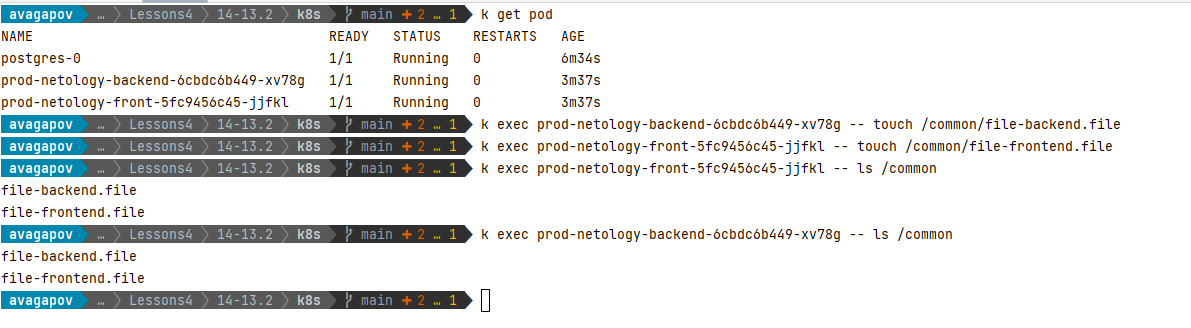 avagapov … Lessons4 14-13.2 k8s main + 2 … 1 k get pod
NAME READY STATUS RESTARTS AGE
postgres-0 1/1 Running 0 6m34s
prod-netology-backend-6cbdc6b449-xv78g 1/1 Running 0 3m37s
prod-netology-front-5fc9456c45-jjfkl 1/1 Running 0 3m37s
avagapov … Lessons4 14-13.2 k8s main + 2 … 1 k exec prod-netology-backend-6cbdc6b449-xv78g -- touch /common/file-backend.file
avagapov … Lessons4 14-13.2 k8s main + 2 … 1 k exec prod-netology-front-5fc9456c45-jjfkl -- touch /common/file-frontend.file
avagapov … Lessons4 14-13.2 k8s main + 2 … 1 k exec prod-netology-front-5fc9456c45-jjfkl -- ls /common
file-backend.file
file-frontend.file
avagapov … Lessons4 14-13.2 k8s main + 2 … 1 k exec prod-netology-backend-6cbdc6b449-xv78g -- ls /common
file-backend.file
file-frontend.file
avagapov … Lessons4 14-13.2 k8s main + 2 … 1